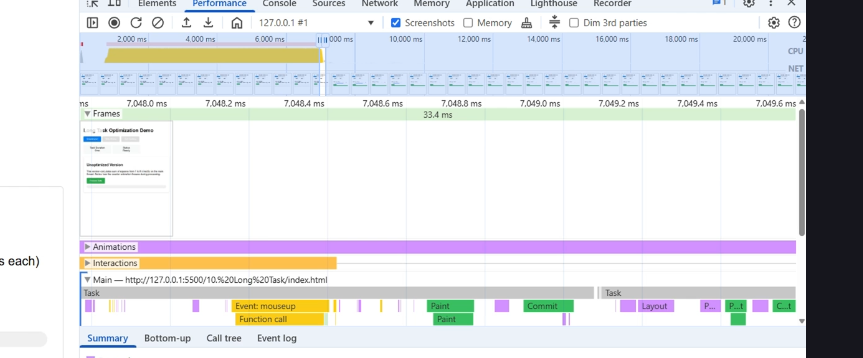 Elements Performance Console Sources Network Memory Application Lighthouse Recorder 1
127.0.0.1 #1 Screenshots Memory Dim 3rd parties
2.000 ms 4.000 ms 6.000 ms 000 ms 10.000 ms 12.000 ms 14.000 ms 16.000 ms 18.000 ms 20.000 ms 2
CPU
NET
ms 7,048.0 ms 7,048.2 ms 7,048.4 ms 7,048.6 ms 7,048.8 ms 7,049.0 ms 7,049.2 ms 7,049.4 ms 7,049.6 ms
Frames 33.4 ms
Long Task Optimization Demo
Unoptimized Version
s each)
Animations
Interactions
Main — http://127.0.0.1:5500/10.%20Long%20Task/index.html
Task Task
Event: mouseup Paint Commit Layout P... P...t C...t
Function call Paint
Summary Bottom-up Call tree Event log